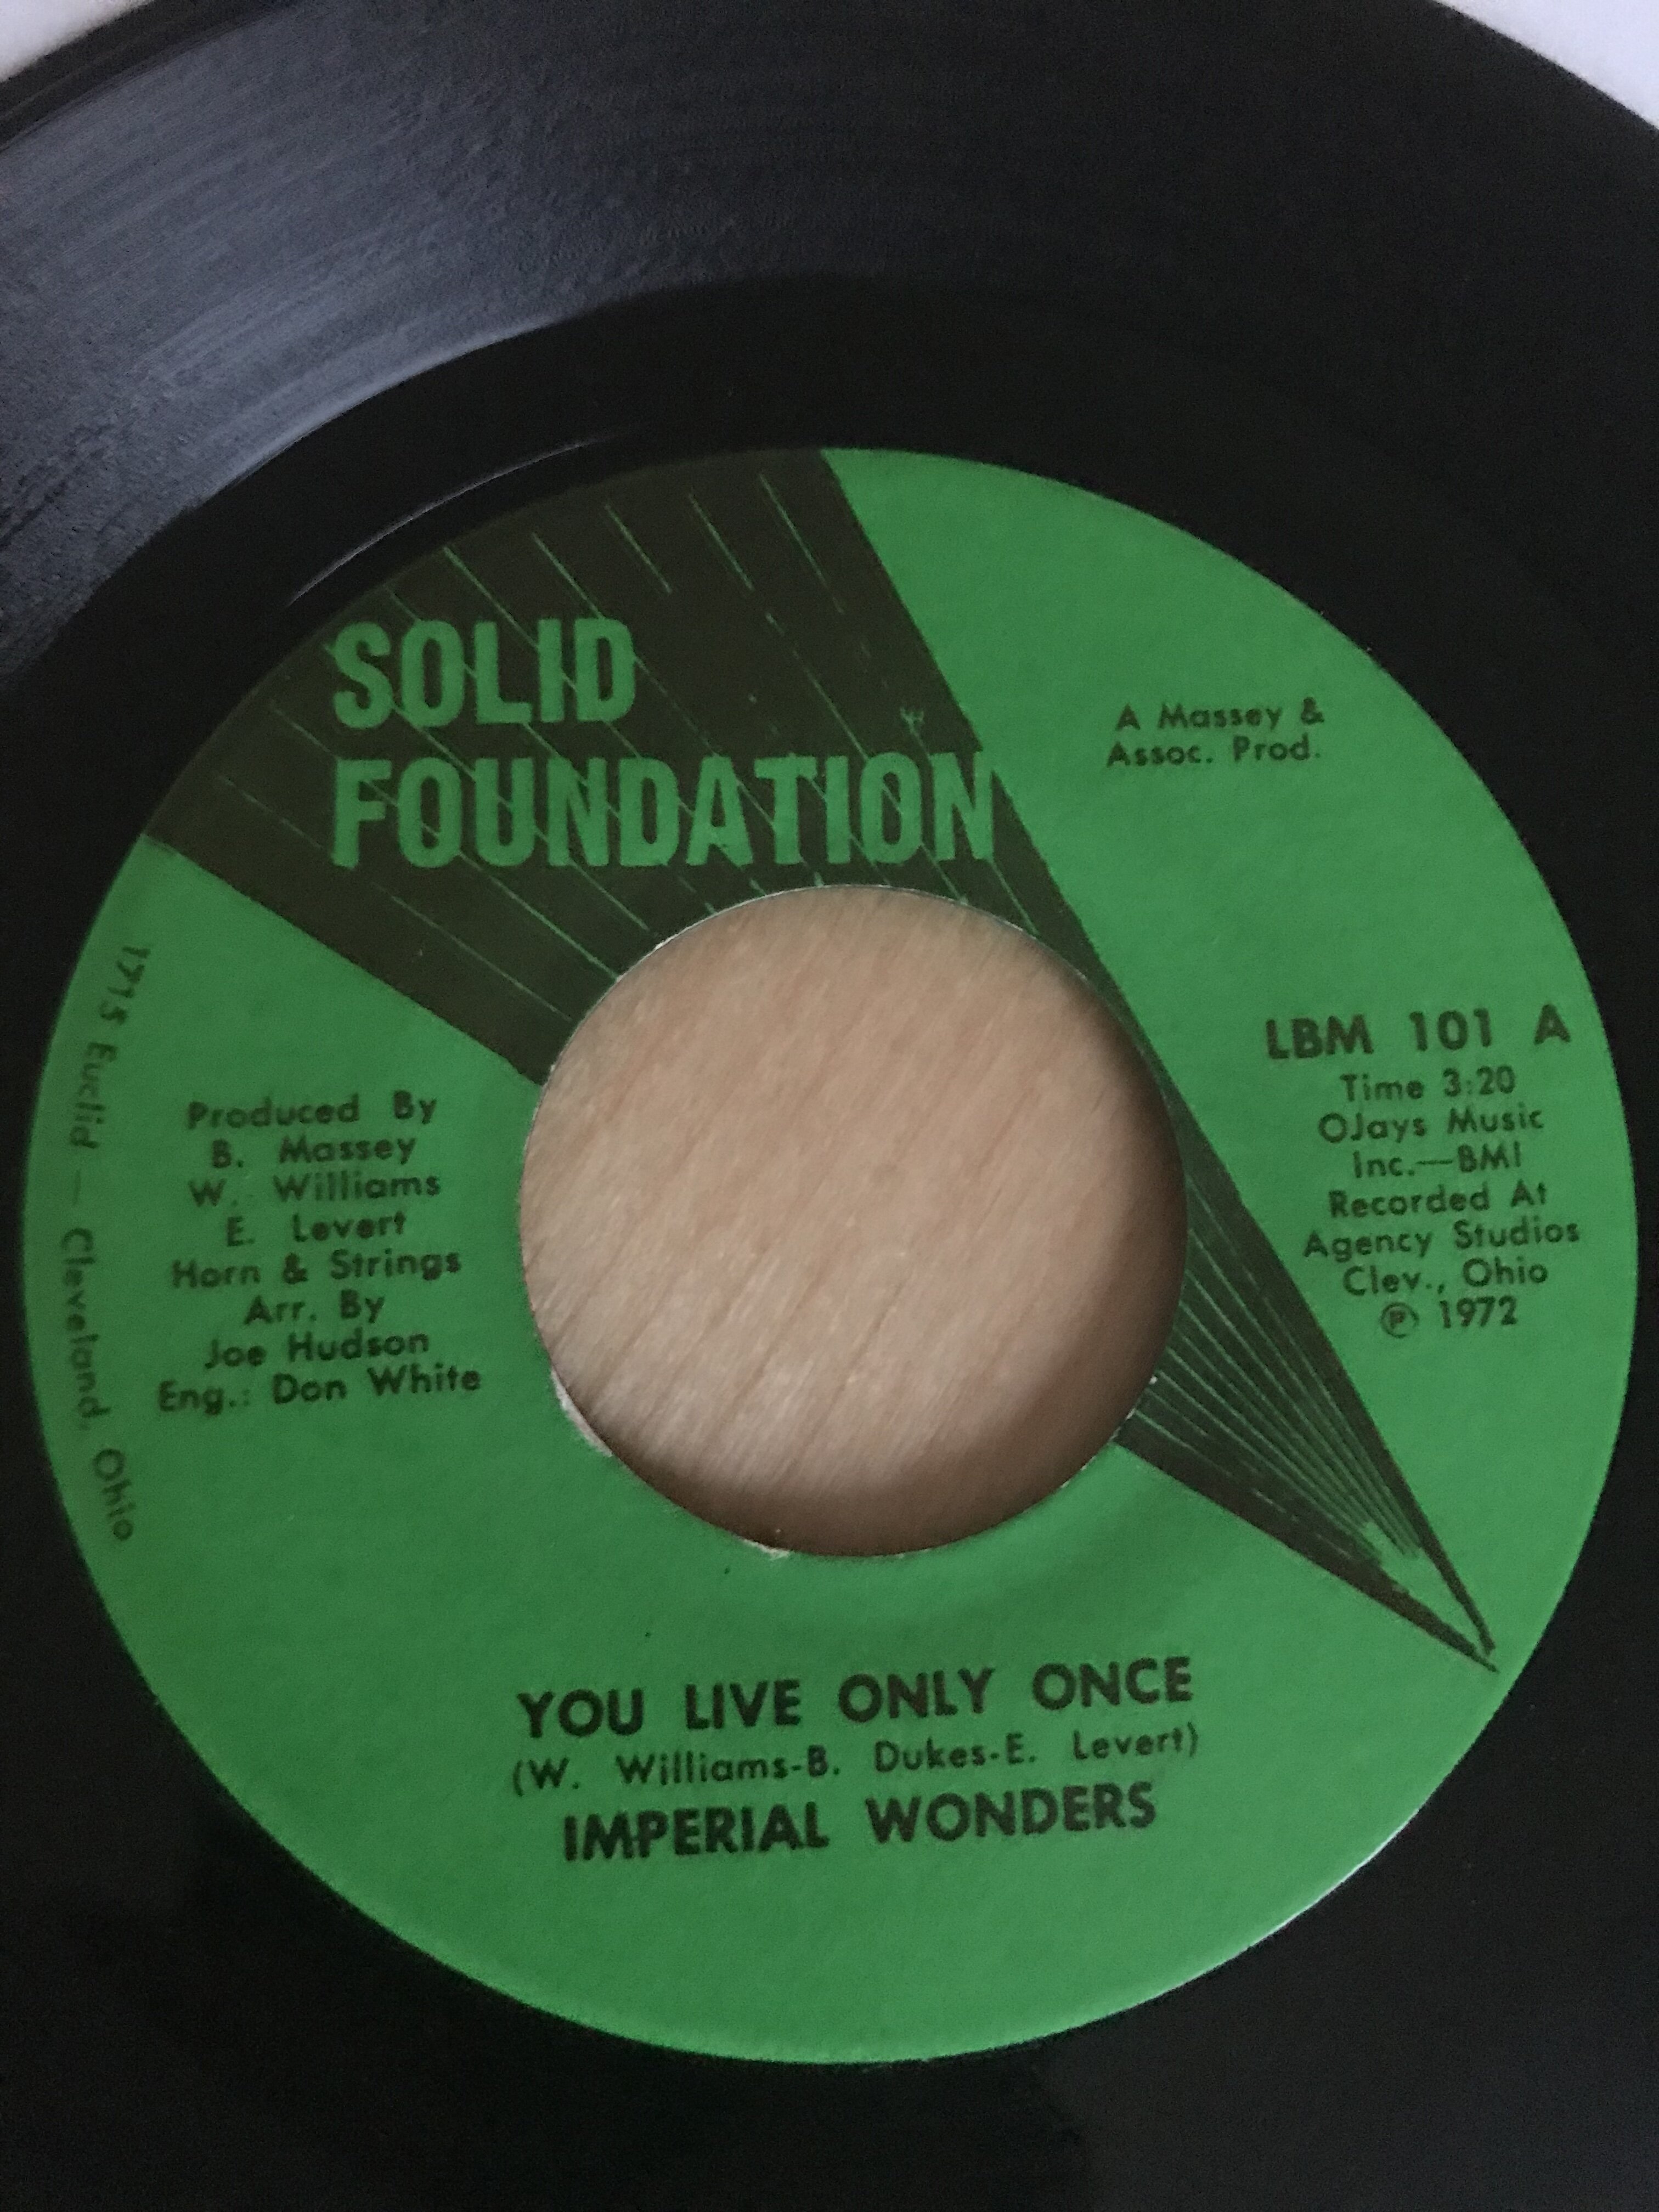 SOLID
FOUNDATION
A Massey &
Assoc. Prod.
1715 Euclid — Cleveland, Ohio
Produced By
B. Massey
W. Williams
E. Levert
Horn & Strings
Arr. By
Joe Hudson
Eng.: Don White
LBM 101 A
Time 3:20
OJays Music
Inc.—BMI
Recorded At
Agency Studios
Clev., Ohio
℗ 1972
YOU LIVE ONLY ONCE
(W. Williams-B. Dukes-E. Levert)
IMPERIAL WONDERS